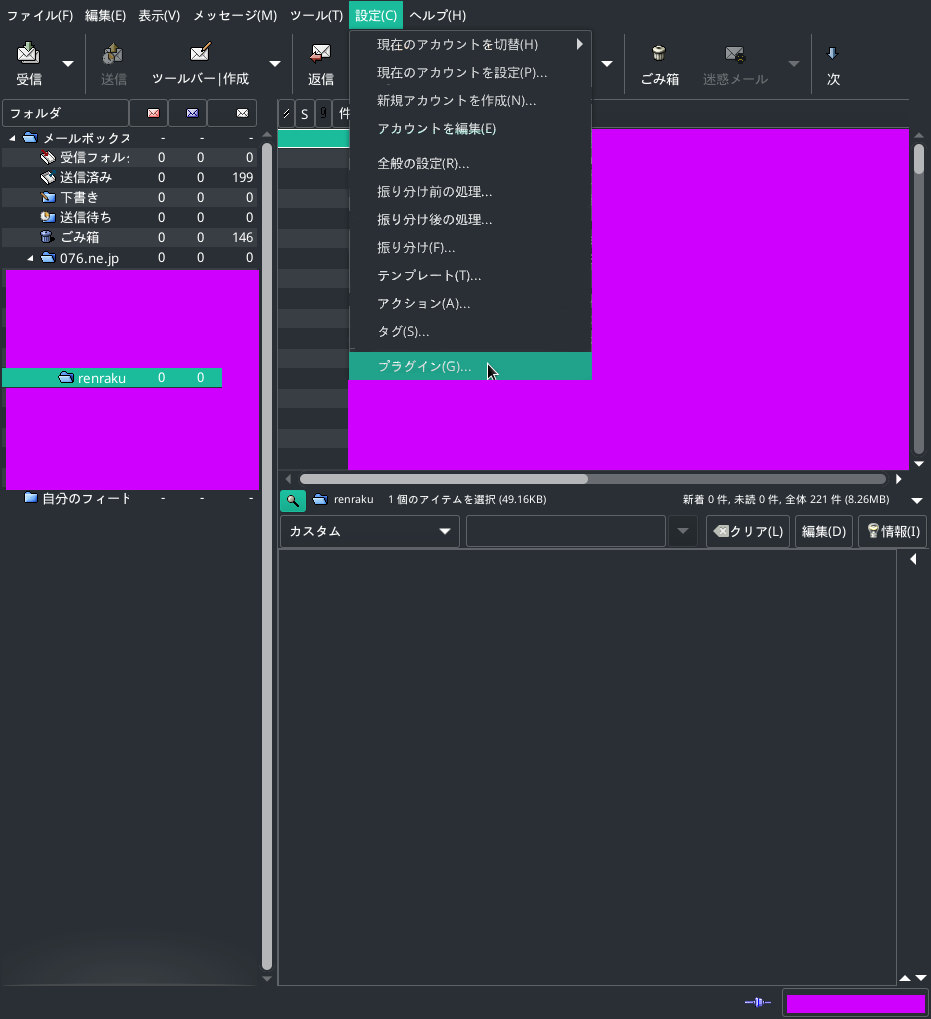 ファイル(F) 編集(E) 表示(V) メッセージ(M) ツール(T) 設定(C) ヘルプ(H)
受信 送信 ツールバー|作成 返信 ごみ箱 迷惑メール 次
現在のアカウントを切替(H)
現在のアカウントを設定(P)...
新規アカウントを作成(N)...
アカウントを編集(E)
全般の設定(R)...
振り分け前の処理...
振り分け後の処理...
振り分け(F)...
テンプレート(T)...
アクション(A)...
タグ(S)...
プラグイン(G)...
フォルダ
S 件
メールボックス - - -
受信フォル 0 0 0
送信済み 0 0 199
下書き 0 0 0
送信待ち 0 0 0
ごみ箱 0 0 146
076.ne.jp 0 0 0
renraku 0 0
自分のフィート - - -
renraku 1 個のアイテムを選択 (49.16KB) 新着 0 件, 未読 0 件, 全体 221 件 (8.26MB)
カスタム クリア(L) 編集(D) 情報(I)